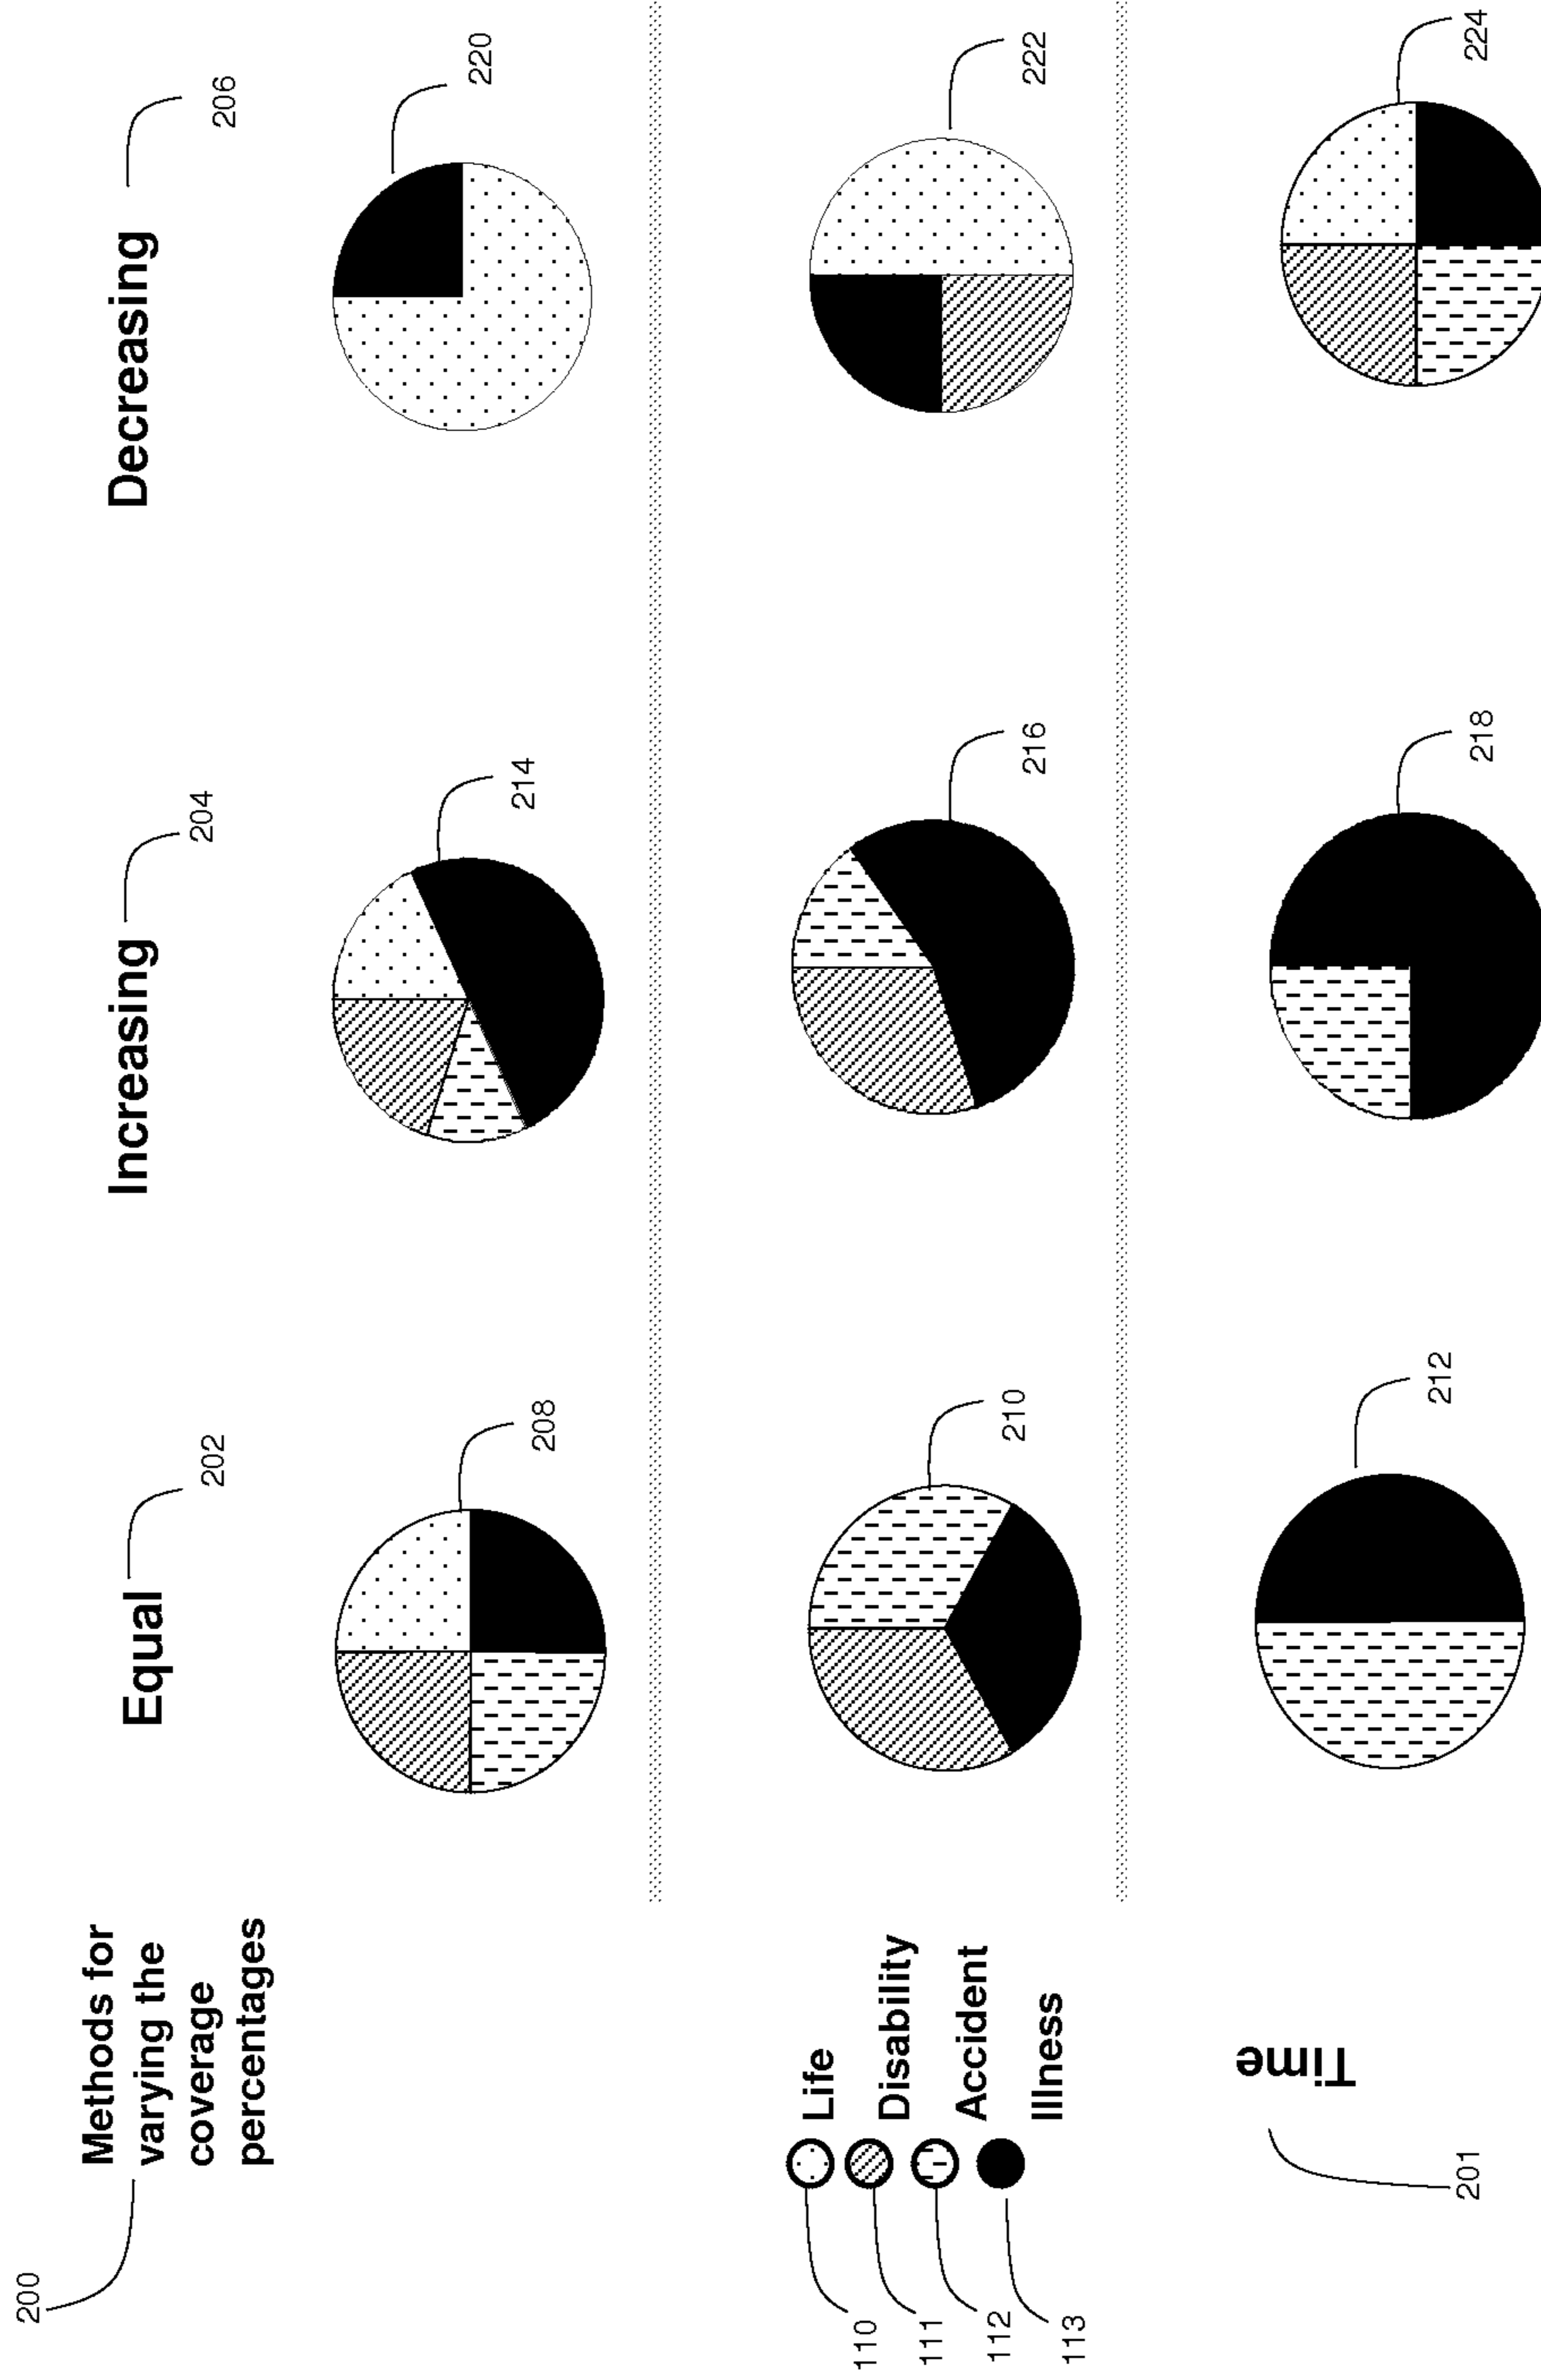 200
Methods for
varying the
coverage
percentages
Equal
202
Increasing
204
Decreasing
206
208
214
220
110
Life
111
Disability
112
Accident
113
Illness
210
216
222
Time
201
212
218
224